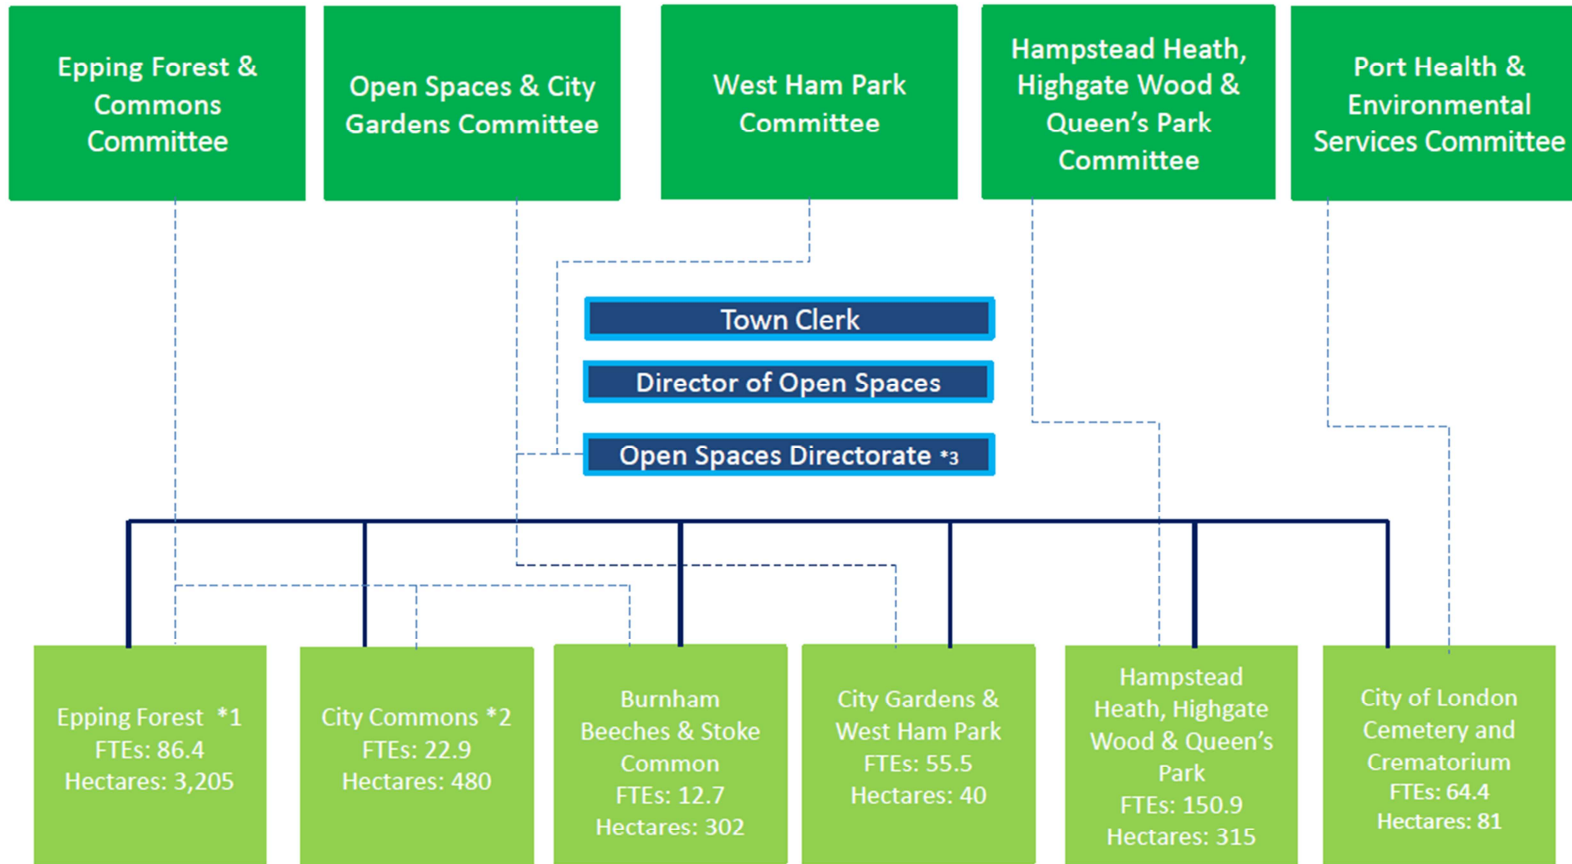 Epping Forest &
Commons
Committee
Open Spaces & City
Gardens Committee
West Ham Park
Committee
Hampstead Heath,
Highgate Wood &
Queen's Park
Committee
Port Health &
Environmental
Services Committee
Town Clerk
Director of Open Spaces
Open Spaces Directorate *3
Epping Forest *1
FTEs: 86.4
Hectares: 3,205
City Commons *2
FTEs: 22.9
Hectares: 480
Burnham
Beeches & Stoke
Common
FTEs: 12.7
Hectares: 302
City Gardens &
West Ham Park
FTEs: 55.5
Hectares: 40
Hampstead
Heath, Highgate
Wood & Queen's
Park
FTEs: 150.9
Hectares: 315
City of London
Cemetery and
Crematorium
FTEs: 64.4
Hectares: 81